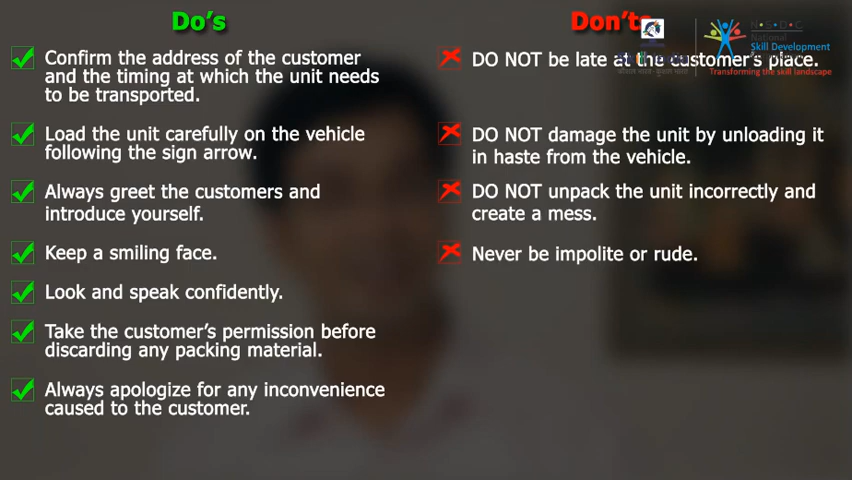 Do's
Confirm the address of the customer
and the timing at which the unit needs
to be transported.
Load the unit carefully on the vehicle
following the sign arrow.
Always greet the customers and
introduce yourself.
Keep a smiling face.
Look and speak confidently.
Take the customer's permission before
discarding any packing material.
Always apologize for any inconvenience
caused to the customer.
Don'ts
DO NOT be late at the customer's place.
DO NOT damage the unit by unloading it
in haste from the vehicle.
DO NOT unpack the unit incorrectly and
create a mess.
Never be impolite or rude.
N·S·D·C
National
Skill Development
Transforming the skill landscape